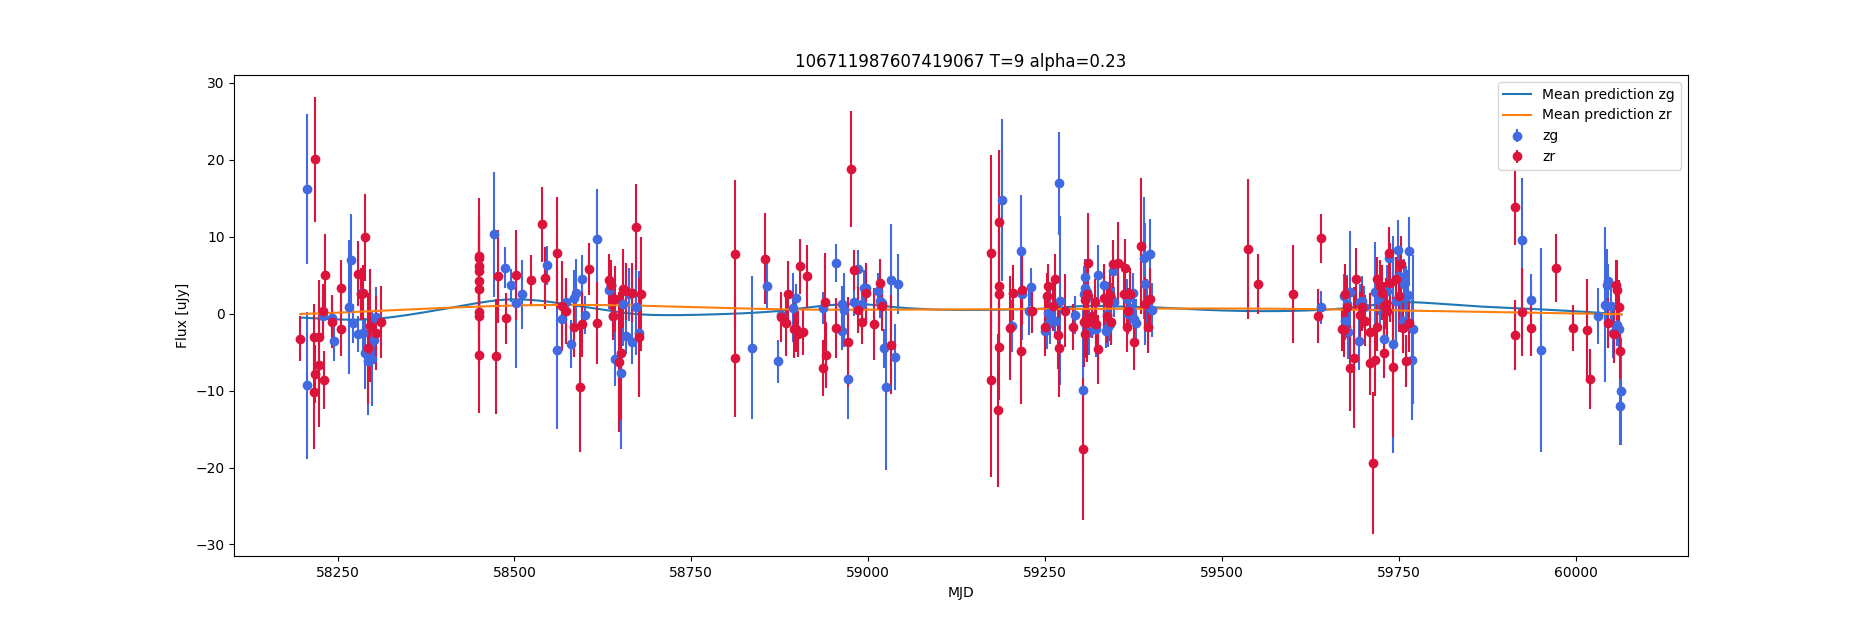 106711987607419067 T=9 alpha=0.23
Flux [uJy]
30
20
10
0
−10
−20
−30
Mean prediction zg
Mean prediction zr
zg
zr
58250 58500 58750 59000 59250 59500 59750 60000
MJD